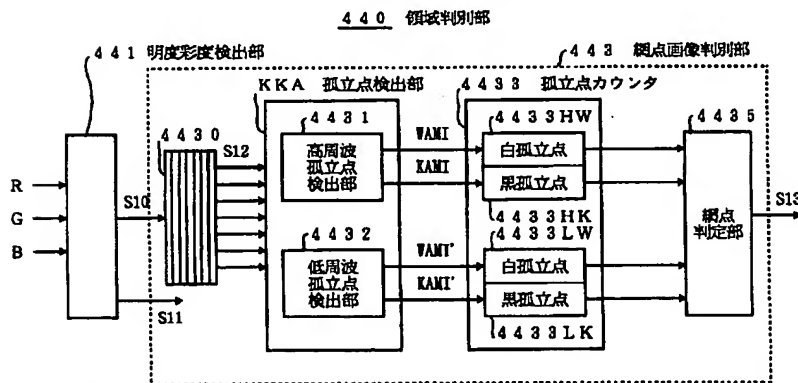 ４４０ 領域判別部
４４１ 明度彩度検出部
４４３ 網点画像判別部
ＫＫＡ 孤立点検出部
４４３３ 孤立点カウンタ
４４３０
S12
４４３１
高周波
孤立点
検出部
WAMI
KAMI
４４３３ＨＷ
白孤立点
黒孤立点
４４３３ＨＫ
４４３５
網点
判定部
S13
R
G
B
S10
S11
４４３２
低周波
孤立点
検出部
WAMI'
KAMI'
４４３３ＬＷ
白孤立点
黒孤立点
４４３３ＬＫ